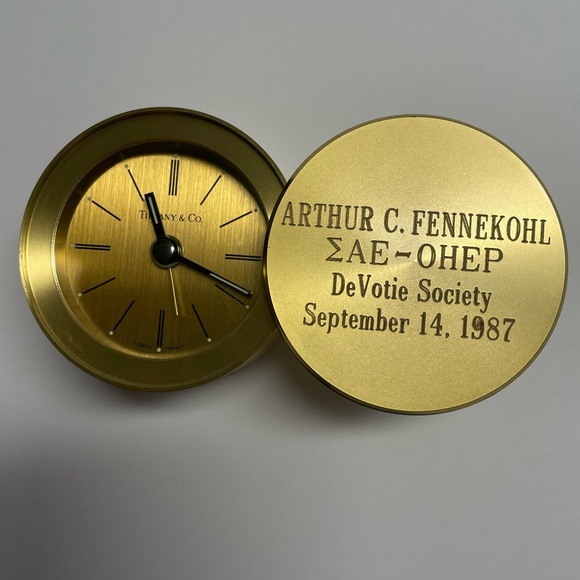 TIFFANY & CO.
ARTHUR C. FENNEKOHL
ΣAE-OHEP
DeVotie Society
September 14, 1987